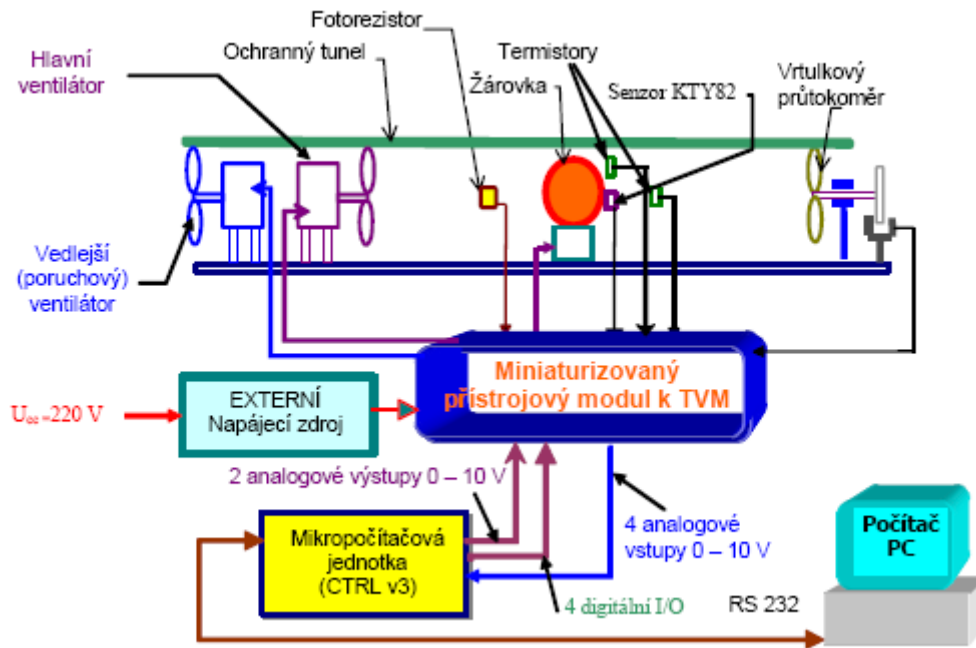 Fotorezistor
Ochranný tunel
Hlavní
ventilátor
Termistory
Žárovka
Senzor KTY82
Vrtulkový
průtokoměr
Vedlejší
(poruchový)
ventilátor
Miniaturizovaný
přístrojový modul k TVM
EXTERNÍ
Napájecí zdroj
2 analogové výstupy 0 – 10 V
4 analogové
vstupy 0 – 10 V
Mikropočítačová
jednotka
(CTRL v3)
4 digitální I/O
RS 232
Počítač
PC
=220 V